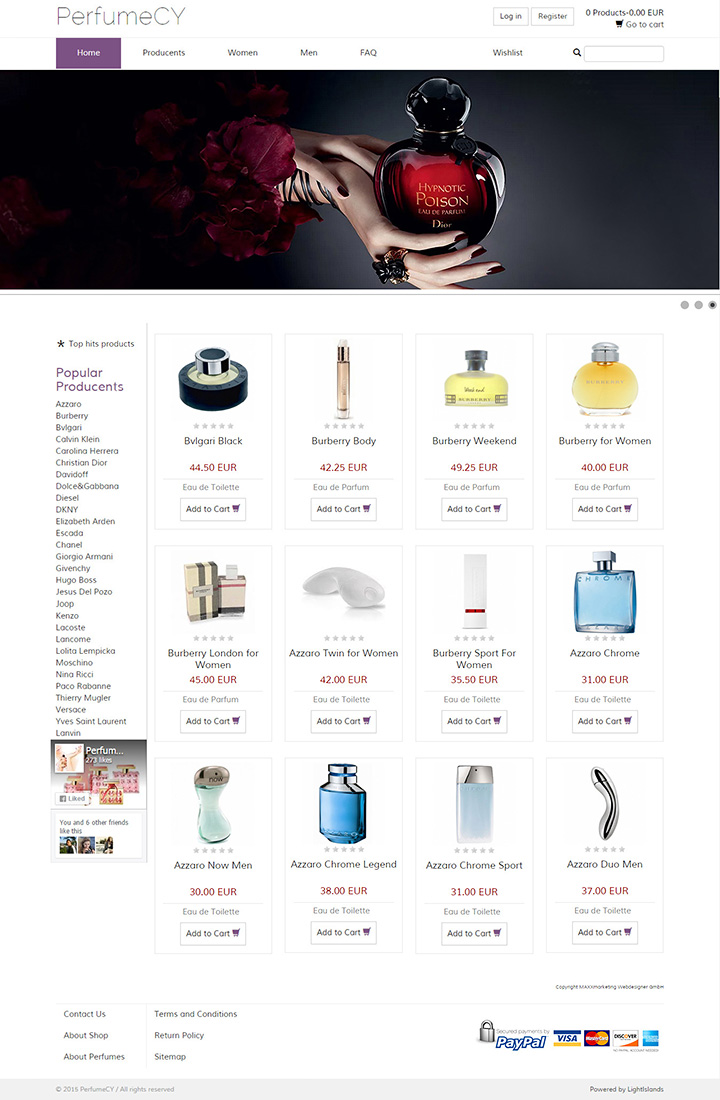 PerfumeCY
Log in
Register
0 Products-0.00 EUR
Go to cart
Home
Producents
Women
Men
FAQ
Wishlist
HYPNOTIC
POISON
EAU DE PARFUM
Dior
Top hits products
Popular
Producents
Azzaro
Burberry
Bvlgari
Calvin Klein
Carolina Herrera
Christian Dior
Davidoff
Dolce&Gabbana
Diesel
DKNY
Elizabeth Arden
Escada
Chanel
Giorgio Armani
Givenchy
Hugo Boss
Jesus Del Pozo
Joop
Kenzo
Lacoste
Lancome
Lolita Lempicka
Moschino
Nina Ricci
Paco Rabanne
Thierry Mugler
Versace
Yves Saint Laurent
Lanvin
Perfum...
273 likes
Liked
You and 6 other friends
like this
Bvlgari Black
44.50 EUR
Eau de Toilette
Add to Cart
Burberry Body
42.25 EUR
Eau de Parfum
Add to Cart
Week end
BURBERRY
Burberry Weekend
49.25 EUR
Eau de Parfum
Add to Cart
BURBERRY
Burberry for Women
40.00 EUR
Eau de Parfum
Add to Cart
Burberry London for
Women
45.00 EUR
Eau de Parfum
Add to Cart
Azzaro Twin for Women
42.00 EUR
Eau de Toilette
Add to Cart
Burberry Sport For
Women
35.50 EUR
Eau de Toilette
Add to Cart
CHROME
AZZARO
Azzaro Chrome
31.00 EUR
Eau de Toilette
Add to Cart
now
Azzaro Now Men
30.00 EUR
Eau de Toilette
Add to Cart
Azzaro Chrome Legend
38.00 EUR
Eau de Toilette
Add to Cart
Azzaro Chrome Sport
31.00 EUR
Eau de Toilette
Add to Cart
Azzaro Duo Men
37.00 EUR
Eau de Toilette
Add to Cart
Copyright MAXXmarketing Webdesigner GmbH
Contact Us
About Shop
About Perfumes
Terms and Conditions
Return Policy
Sitemap
Secured payments by
PayPal
VISA
MasterCard
DISCOVER
NO PAYPAL ACCOUNT NEEDED
© 2015 PerfumeCY / All rights reserved
Powered by LightIslands